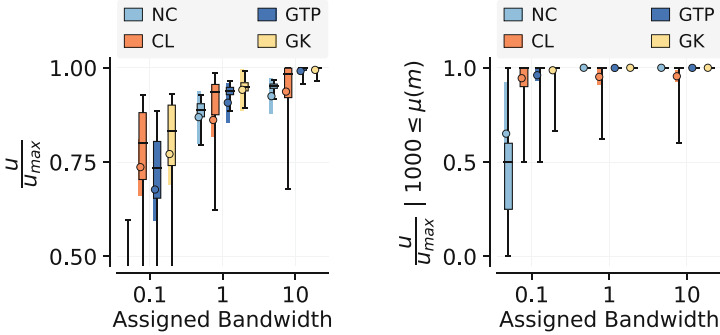 NC GTP
CL GK
1.00
0.75
0.50
u
u_max
0.1 1 10
Assigned Bandwidth
NC GTP
CL GK
1.00
0.5
0.0
u
u_max | 1000 ≤ μ(m)
0.1 1 10
Assigned Bandwidth